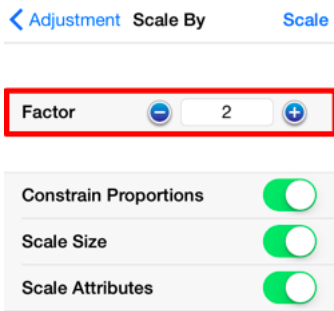 Adjustment Scale By Scale
Factor 2
Constrain Proportions
Scale Size
Scale Attributes